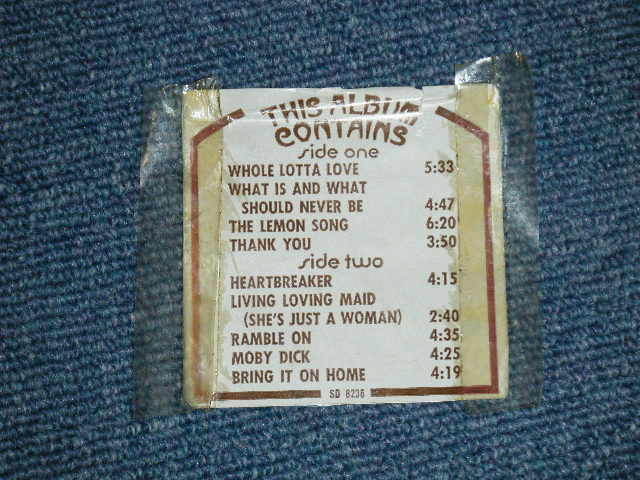 THIS ALBUM
CONTAINS
side one
WHOLE LOTTA LOVE 5:33
WHAT IS AND WHAT
SHOULD NEVER BE 4:47
THE LEMON SONG 6:20
THANK YOU 3:50
side two
HEARTBREAKER 4:15
LIVING LOVING MAID
(SHE'S JUST A WOMAN) 2:40
RAMBLE ON 4:35
MOBY DICK 4:25
BRING IT ON HOME 4:19
SD 8236